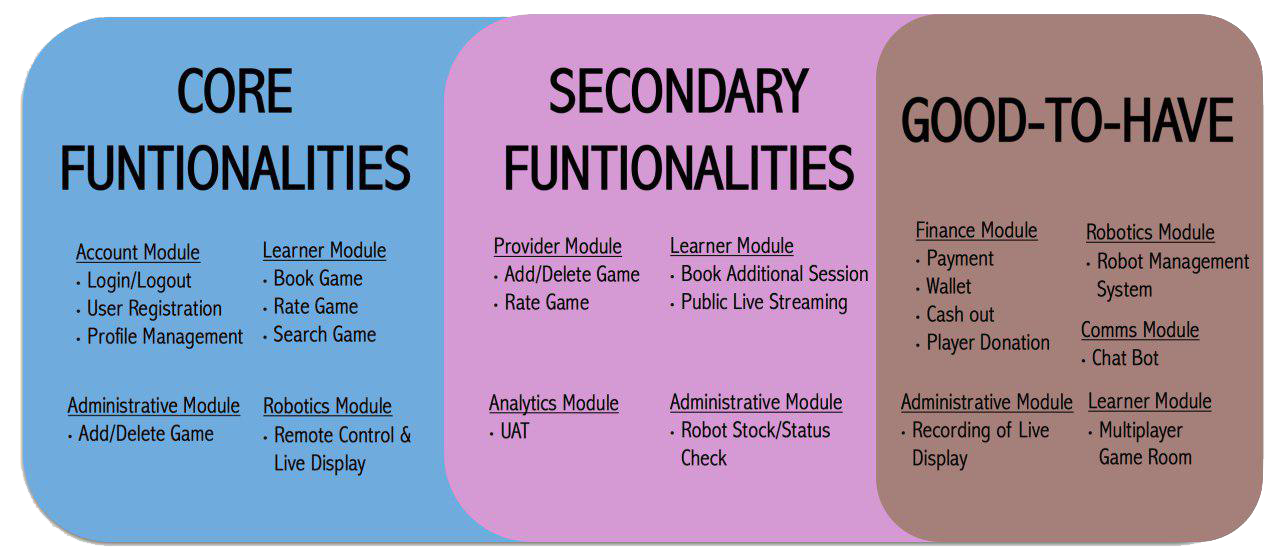 CORE
FUNTIONALITIES
Account Module
• Login/Logout
• User Registration
• Profile Management
Learner Module
• Book Game
• Rate Game
• Search Game
Administrative Module
• Add/Delete Game
Robotics Module
• Remote Control &
Live Display
SECONDARY
FUNTIONALITIES
Provider Module
• Add/Delete Game
• Rate Game
Learner Module
• Book Additional Session
• Public Live Streaming
Analytics Module
• UAT
Administrative Module
• Robot Stock/Status
Check
GOOD-TO-HAVE
Finance Module
• Payment
• Wallet
• Cash out
• Player Donation
Robotics Module
• Robot Management
System
Comms Module
• Chat Bot
Administrative Module
• Recording of Live
Display
Learner Module
• Multiplayer
Game Room